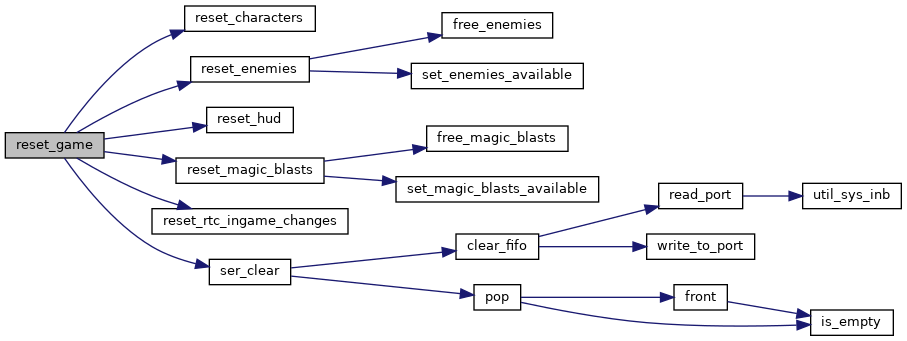 reset_characters
free_enemies
reset_enemies
set_enemies_available
reset_hud
free_magic_blasts
reset_game
reset_magic_blasts
set_magic_blasts_available
read_port
util_sys_inb
reset_rtc_ingame_changes
clear_fifo
write_to_port
ser_clear
pop
front
is_empty